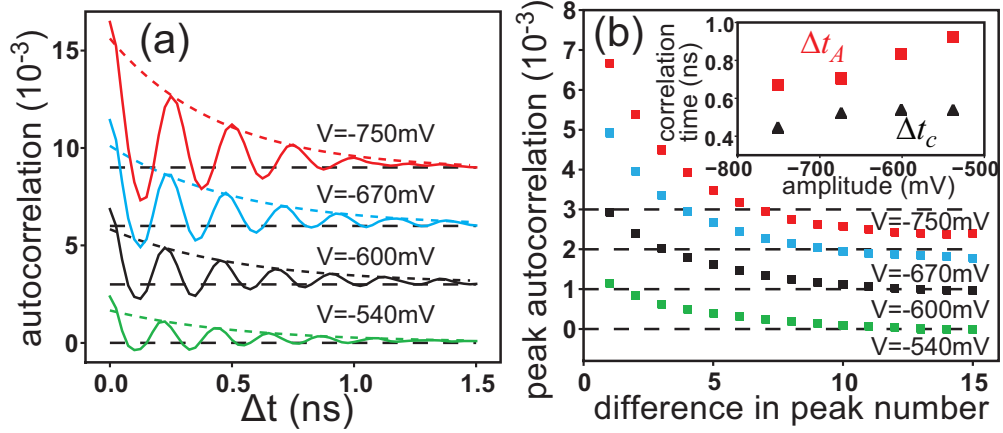 (a)
autocorrelation (10⁻³)
15
10
5
0
V=-750mV
V=-670mV
V=-600mV
V=-540mV
0.0
0.5
1.0
1.5
Δt (ns)
(b)
peak autocorrelation (10⁻³)
8
7
6
5
4
3
2
1
0
V=-750mV
V=-670mV
V=-600mV
V=-540mV
0
5
10
15
difference in peak number
correlation
time (ns)
1.0
0.8
0.6
0.4
Δt_A
Δt_c
−800
−700
−600
−500
amplitude (mV)